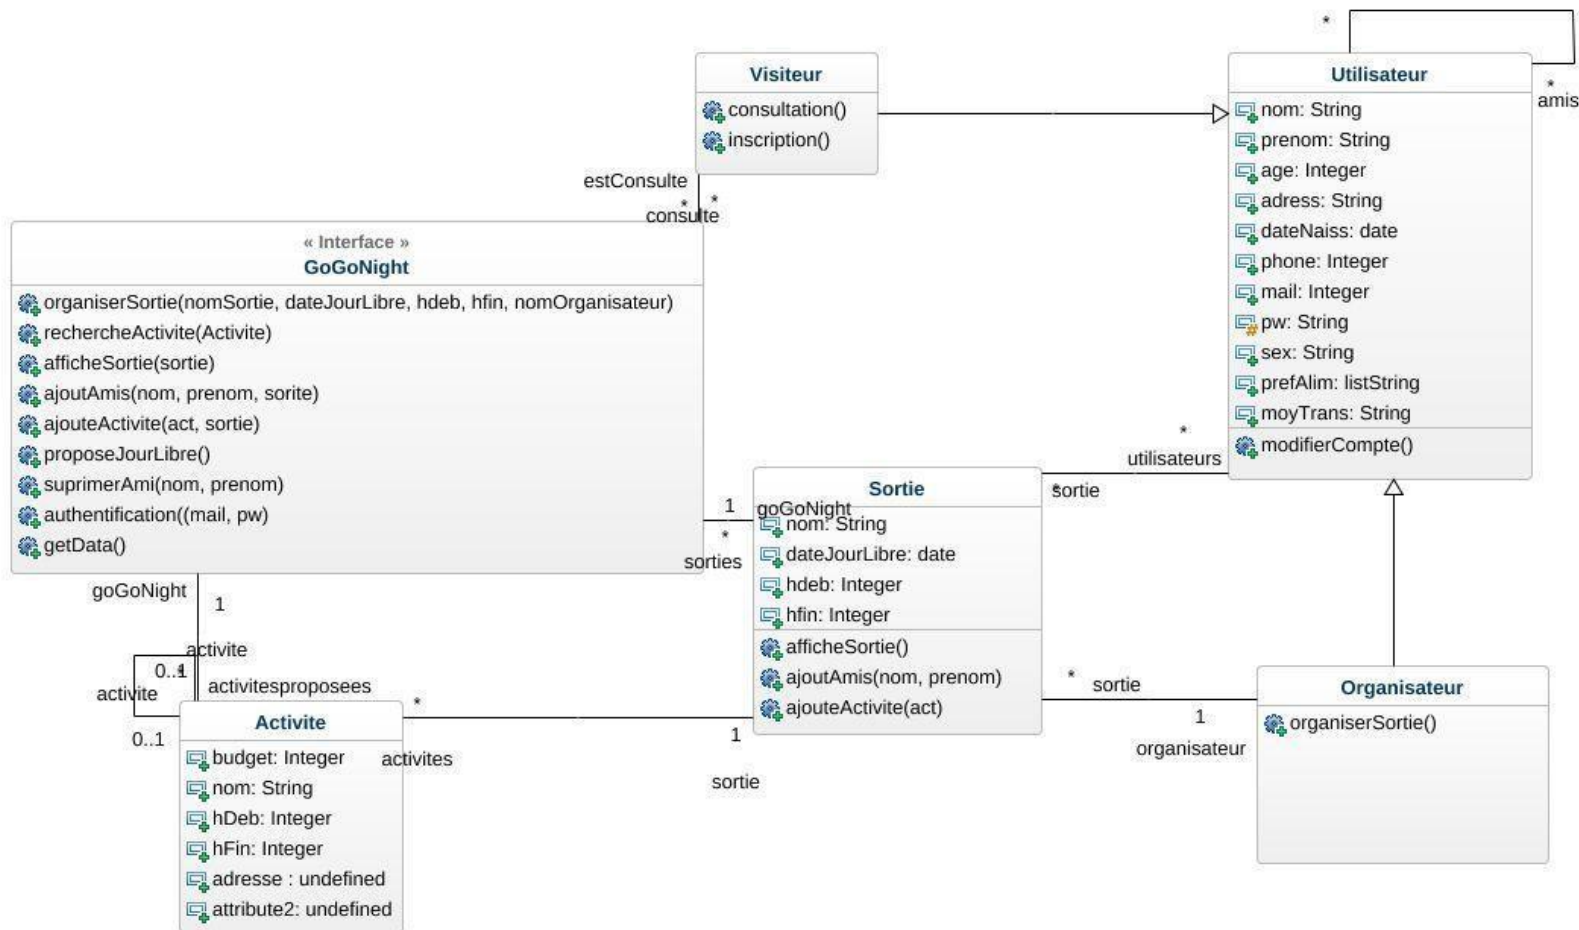 *
Visiteur
consultation()
inscription()
Utilisateur
*
amis
nom: String
prenom: String
age: Integer
adress: String
dateNaiss: date
phone: Integer
mail: Integer
pw: String
sex: String
prefAlim: listString
moyTrans: String
modifierCompte()
estConsulte
* *
consulte
« Interface »
GoGoNight
organiserSortie(nomSortie, dateJourLibre, hdeb, hfin, nomOrganisateur)
rechercheActivite(Activite)
afficheSortie(sortie)
ajoutAmis(nom, prenom, sorite)
ajouteActivite(act, sortie)
proposeJourLibre()
suprimerAmi(nom, prenom)
authentification((mail, pw)
getData()
*
utilisateurs
*
sortie
1
goGoNight
*
sorties
Sortie
nom: String
dateJourLibre: date
hdeb: Integer
hfin: Integer
afficheSortie()
ajoutAmis(nom, prenom)
ajouteActivite(act)
goGoNight
1
activite
0..1
*
activite
activitesproposees
0..1
*
activites
1
sortie
* sortie
1
organisateur
Organisateur
organiserSortie()
Activite
budget: Integer
nom: String
hDeb: Integer
hFin: Integer
adresse : undefined
attribute2: undefined